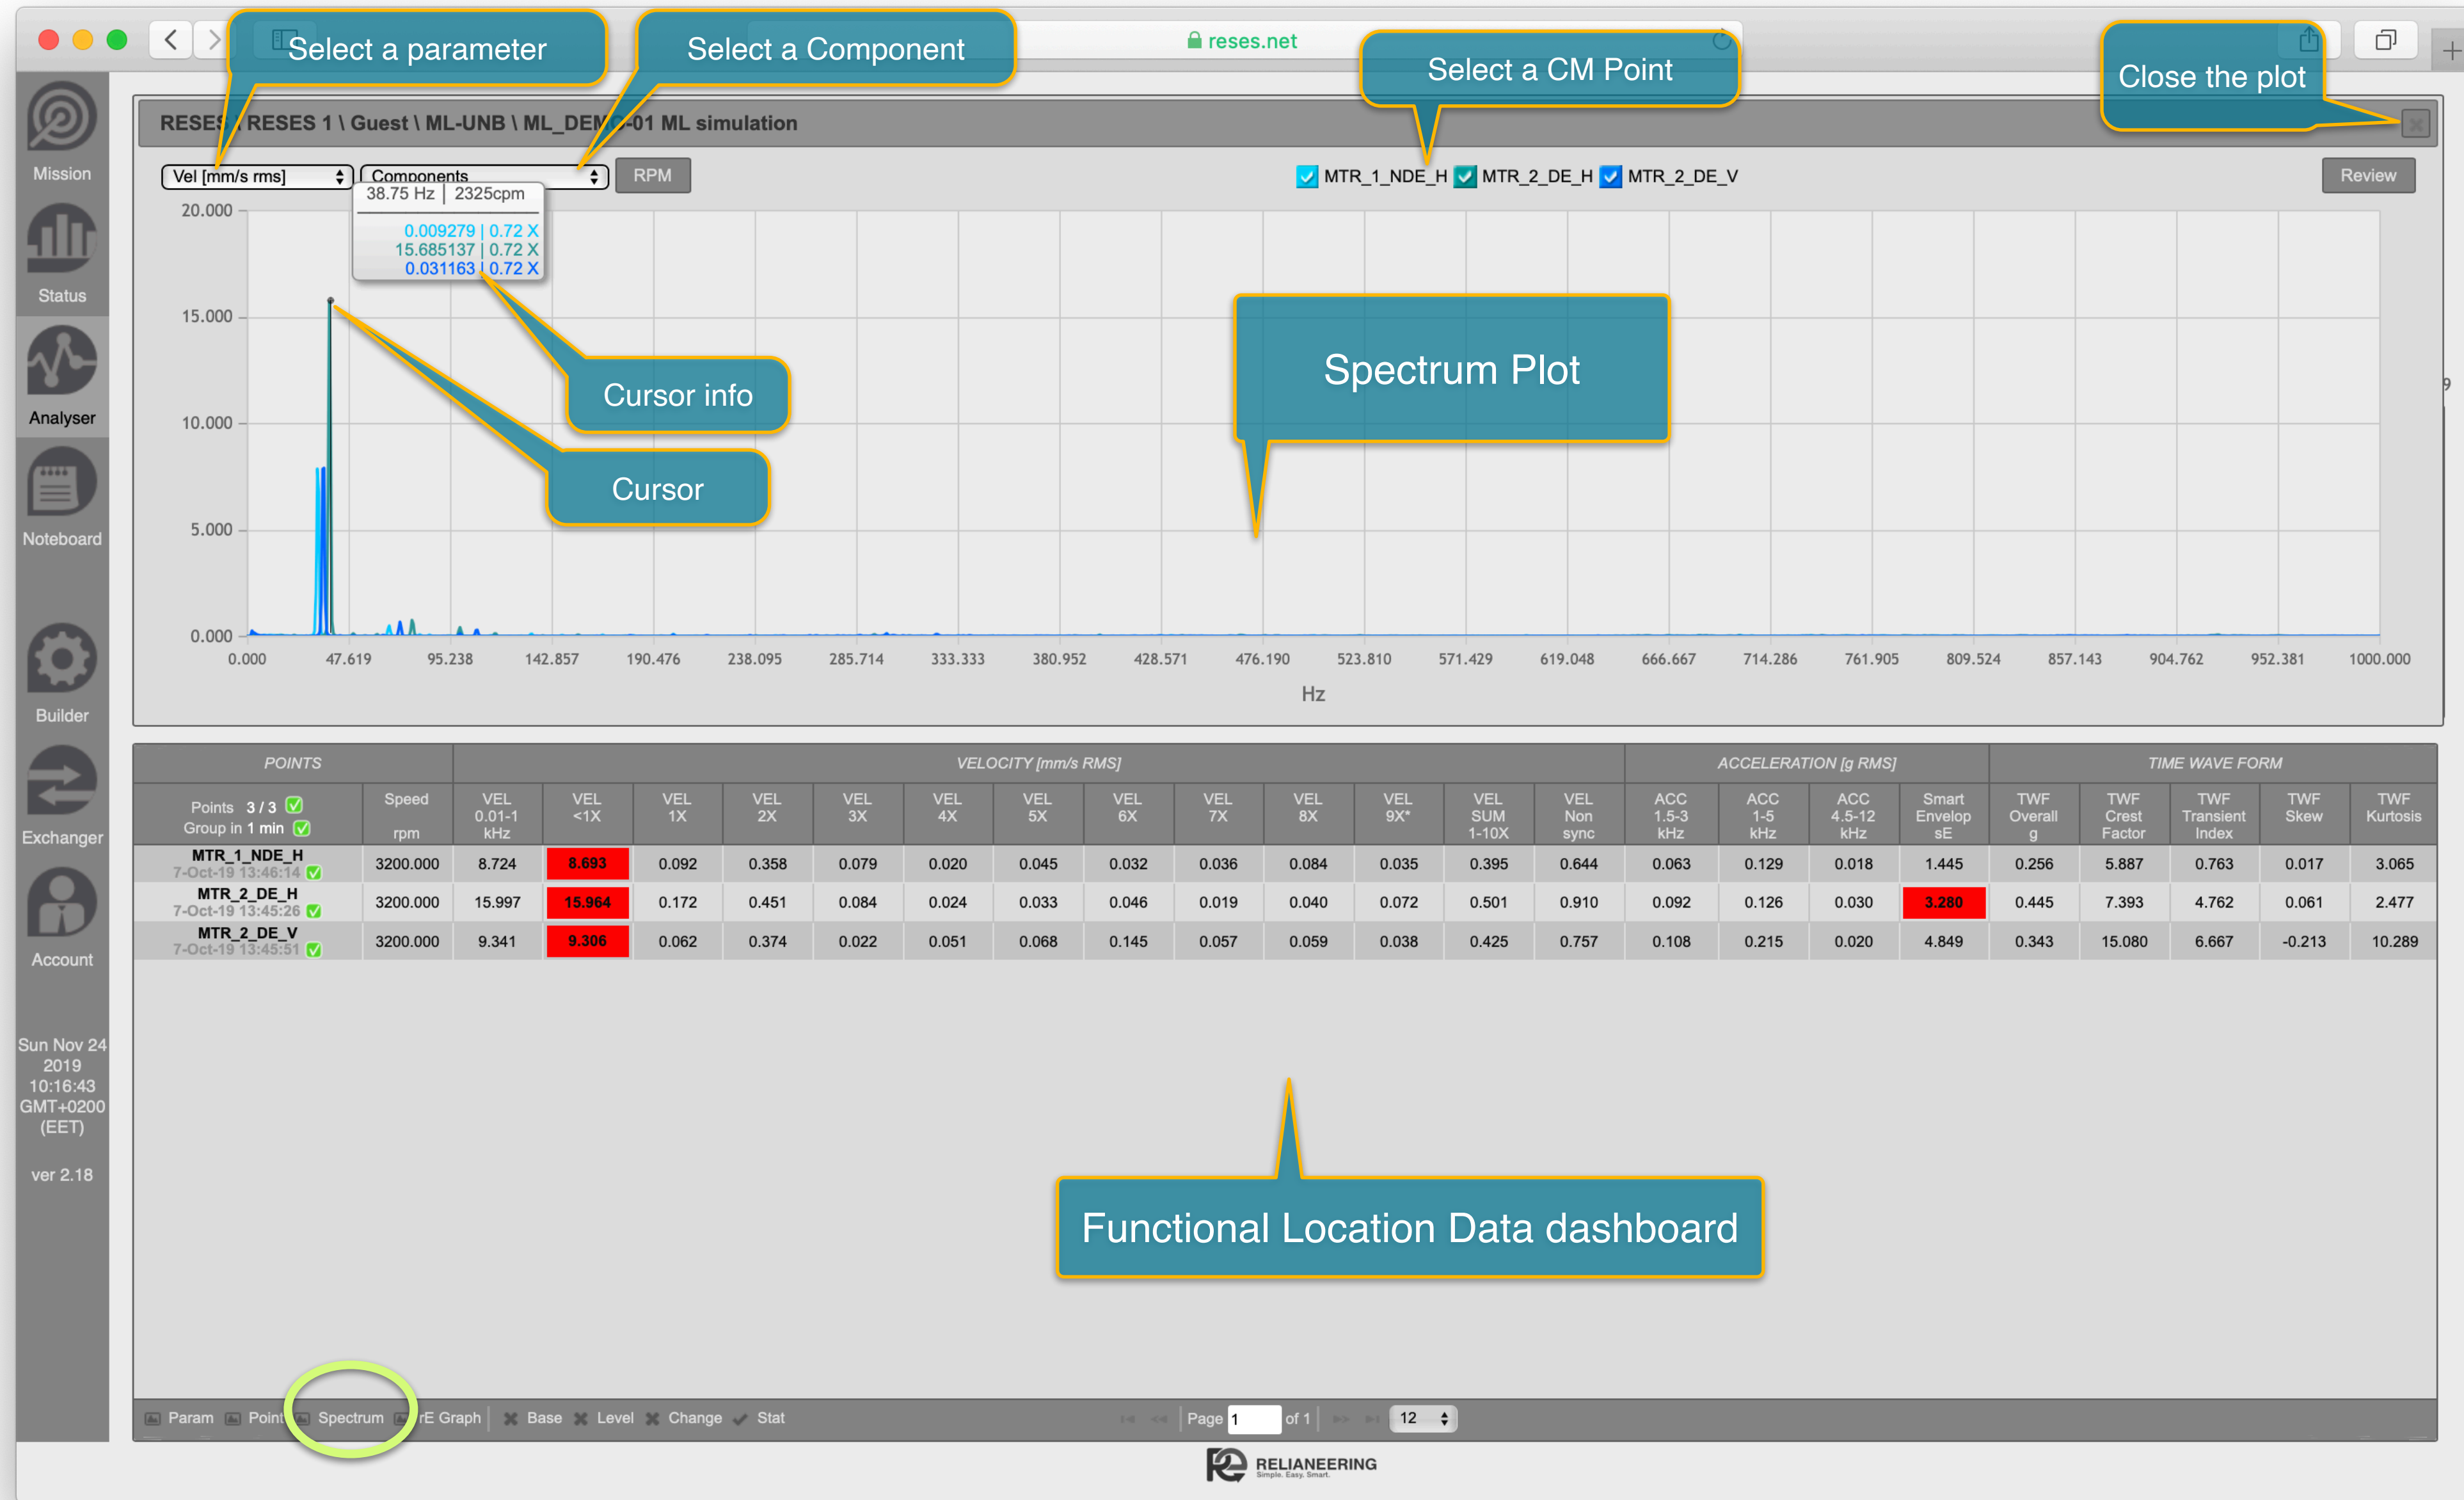 Select a parameter
Select a Component
reses.net
Select a CM Point
Close the plot
RESES \ RESES 1 \ Guest \ ML-UNB \ ML_DEMO-01 ML simulation
Mission
Status
Analyser
Noteboard
Builder
Exchanger
Account
Sun Nov 24
2019
10:16:43
GMT+0200
(EET)
ver 2.18
Vel [mm/s rms]
Components
RPM
MTR_1_NDE_H
MTR_2_DE_H
MTR_2_DE_V
Review
38.75 Hz | 2325cpm
0.009279 | 0.72 X
15.685137 | 0.72 X
0.031163 | 0.72 X
20.000
15.000
10.000
5.000
0.000
Spectrum Plot
Cursor info
Cursor
9
0.000 47.619 95.238 142.857 190.476 238.095 285.714 333.333 380.952 428.571 476.190 523.810 571.429 619.048 666.667 714.286 761.905 809.524 857.143 904.762 952.381 1000.000
Hz
POINTS VELOCITY [mm/s RMS] ACCELERATION [g RMS] TIME WAVE FORM
Points 3 / 3
Group in 1 min
Speed
rpm
VEL
0.01-1
kHz
VEL
<1X
VEL
1X
VEL
2X
VEL
3X
VEL
4X
VEL
5X
VEL
6X
VEL
7X
VEL
8X
VEL
9X*
VEL
SUM
1-10X
VEL
Non
sync
ACC
1.5-3
kHz
ACC
1-5
kHz
ACC
4.5-12
kHz
Smart
Envelop
sE
TWF
Overall
g
TWF
Crest
Factor
TWF
Transient
Index
TWF
Skew
TWF
Kurtosis
MTR_1_NDE_H
7-Oct-19 13:46:14
3200.000 8.724 8.693 0.092 0.358 0.079 0.020 0.045 0.032 0.036 0.084 0.035 0.395 0.644 0.063 0.129 0.018 1.445 0.256 5.887 0.763 0.017 3.065
MTR_2_DE_H
7-Oct-19 13:45:26
3200.000 15.997 15.964 0.172 0.451 0.084 0.024 0.033 0.046 0.019 0.040 0.072 0.501 0.910 0.092 0.126 0.030 3.280 0.445 7.393 4.762 0.061 2.477
MTR_2_DE_V
7-Oct-19 13:45:51
3200.000 9.341 9.306 0.062 0.374 0.022 0.051 0.068 0.145 0.057 0.059 0.038 0.425 0.757 0.108 0.215 0.020 4.849 0.343 15.080 6.667 -0.213 10.289
Functional Location Data dashboard
Param Point Spectrum rE Graph Base Level Change Stat
Page 1 of 1 12
RELIANEERING
Simple. Easy. Smart.